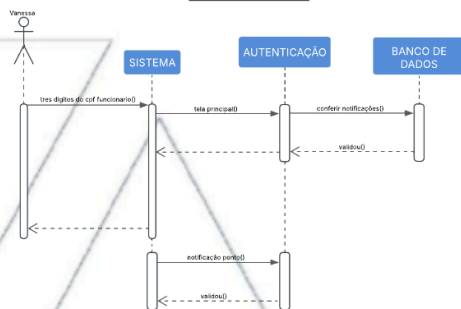 Vanessa
SISTEMA
AUTENTICAÇÃO
BANCO DE
DADOS
tres digitos do cpf funcionario()
tela principal()
conferir notificações()
validou()
notificação ponto()
validou()